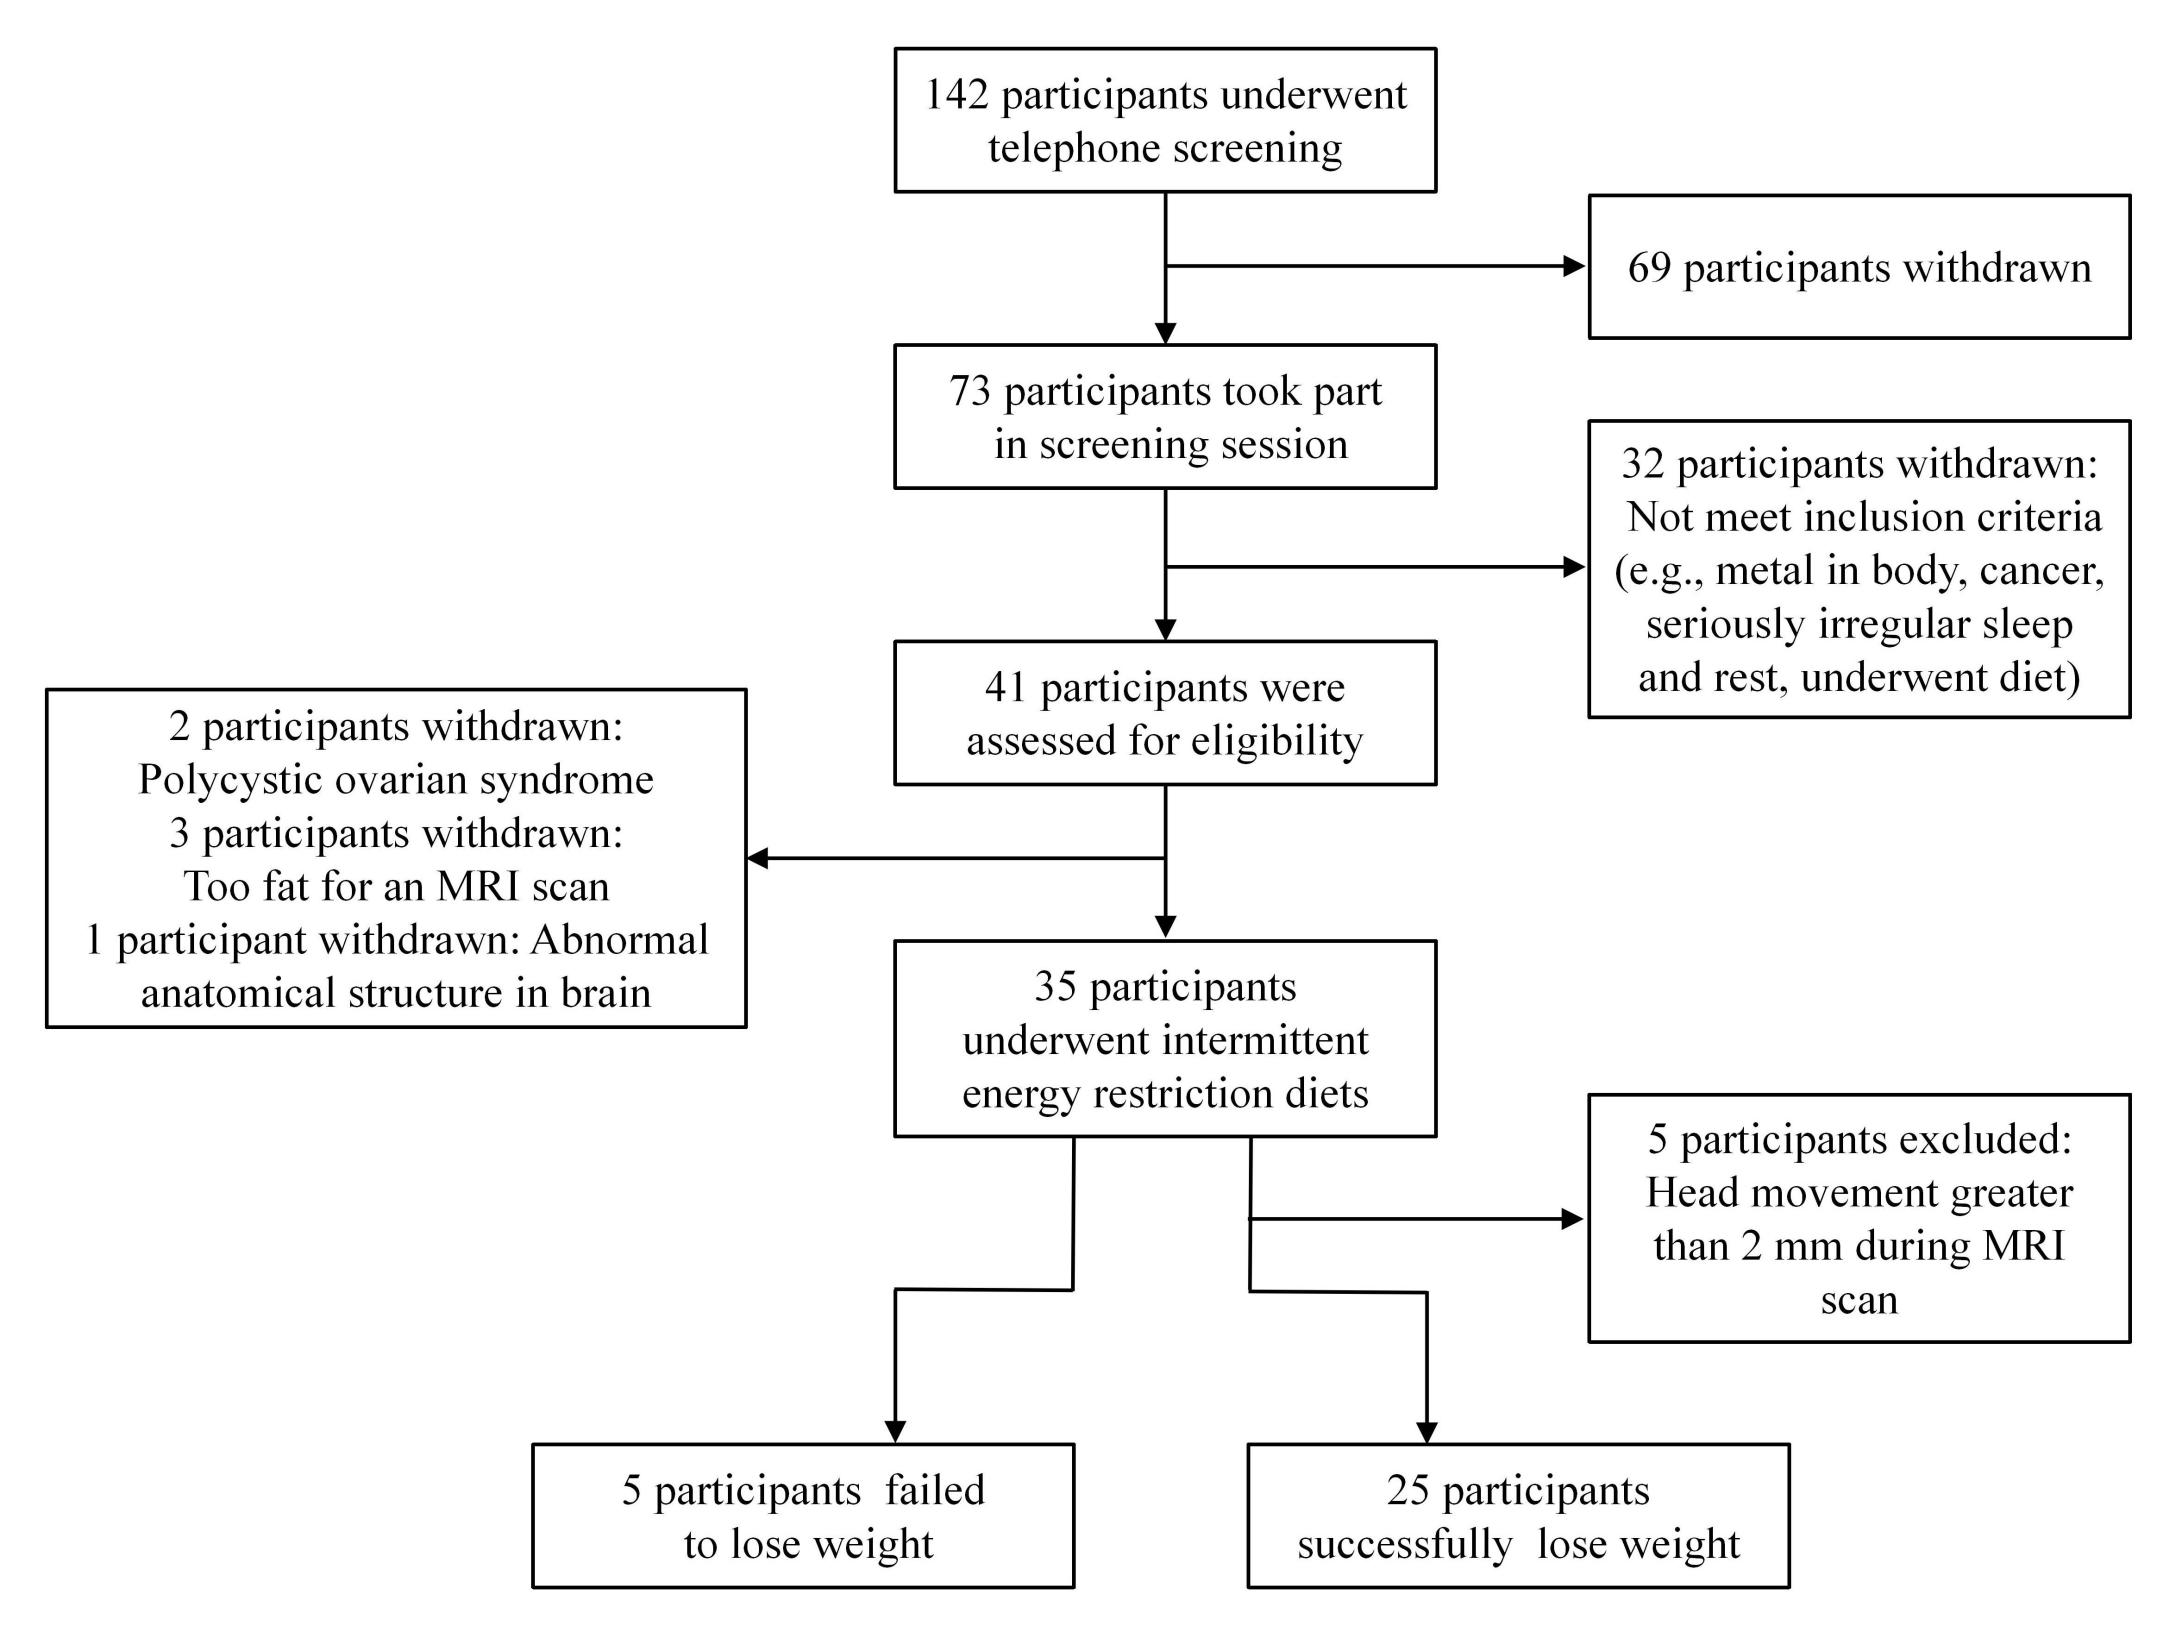 142 participants underwent
telephone screening
69 participants withdrawn
73 participants took part
in screening session
32 participants withdrawn:
Not meet inclusion criteria
(e.g., metal in body, cancer,
seriously irregular sleep
and rest, underwent diet)
41 participants were
assessed for eligibility
2 participants withdrawn:
Polycystic ovarian syndrome
3 participants withdrawn:
Too fat for an MRI scan
1 participant withdrawn: Abnormal
anatomical structure in brain
35 participants
underwent intermittent
energy restriction diets
5 participants excluded:
Head movement greater
than 2 mm during MRI
scan
5 participants failed
to lose weight
25 participants
successfully lose weight